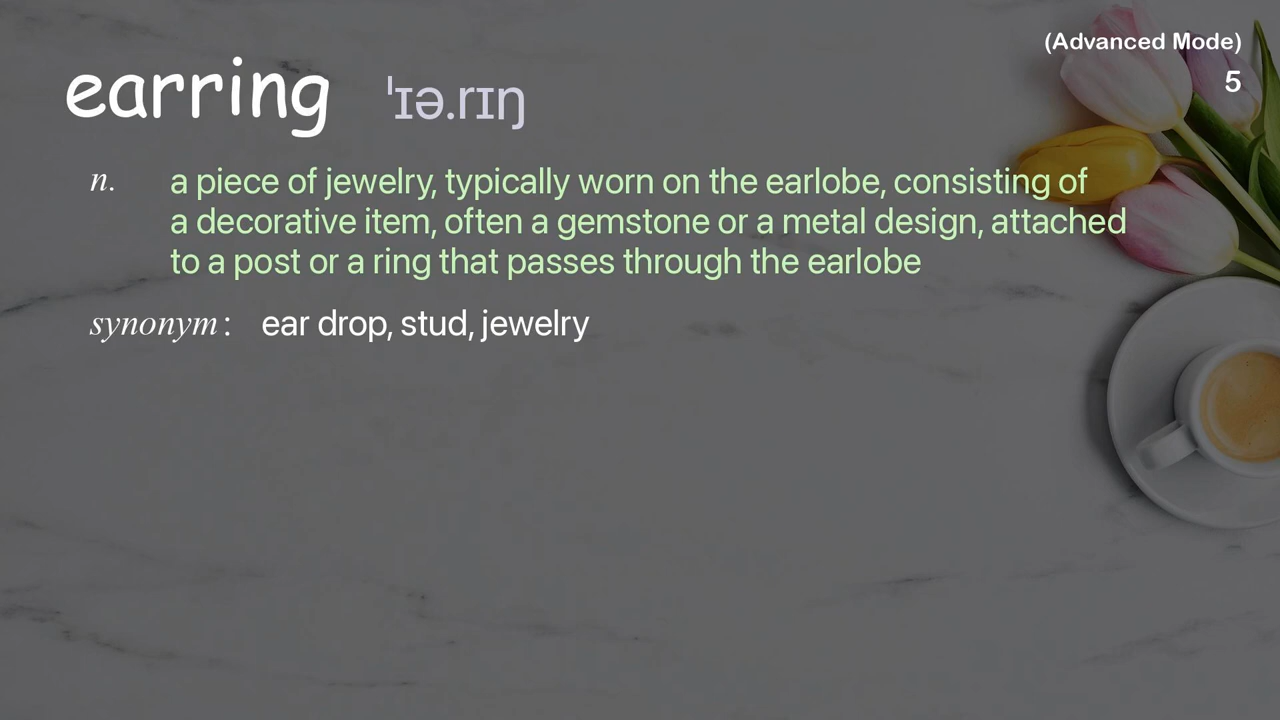 (Advanced Mode)
5
earring ˈɪə.rɪŋ
n. a piece of jewelry, typically worn on the earlobe, consisting of
a decorative item, often a gemstone or a metal design, attached
to a post or a ring that passes through the earlobe
synonym: ear drop, stud, jewelry